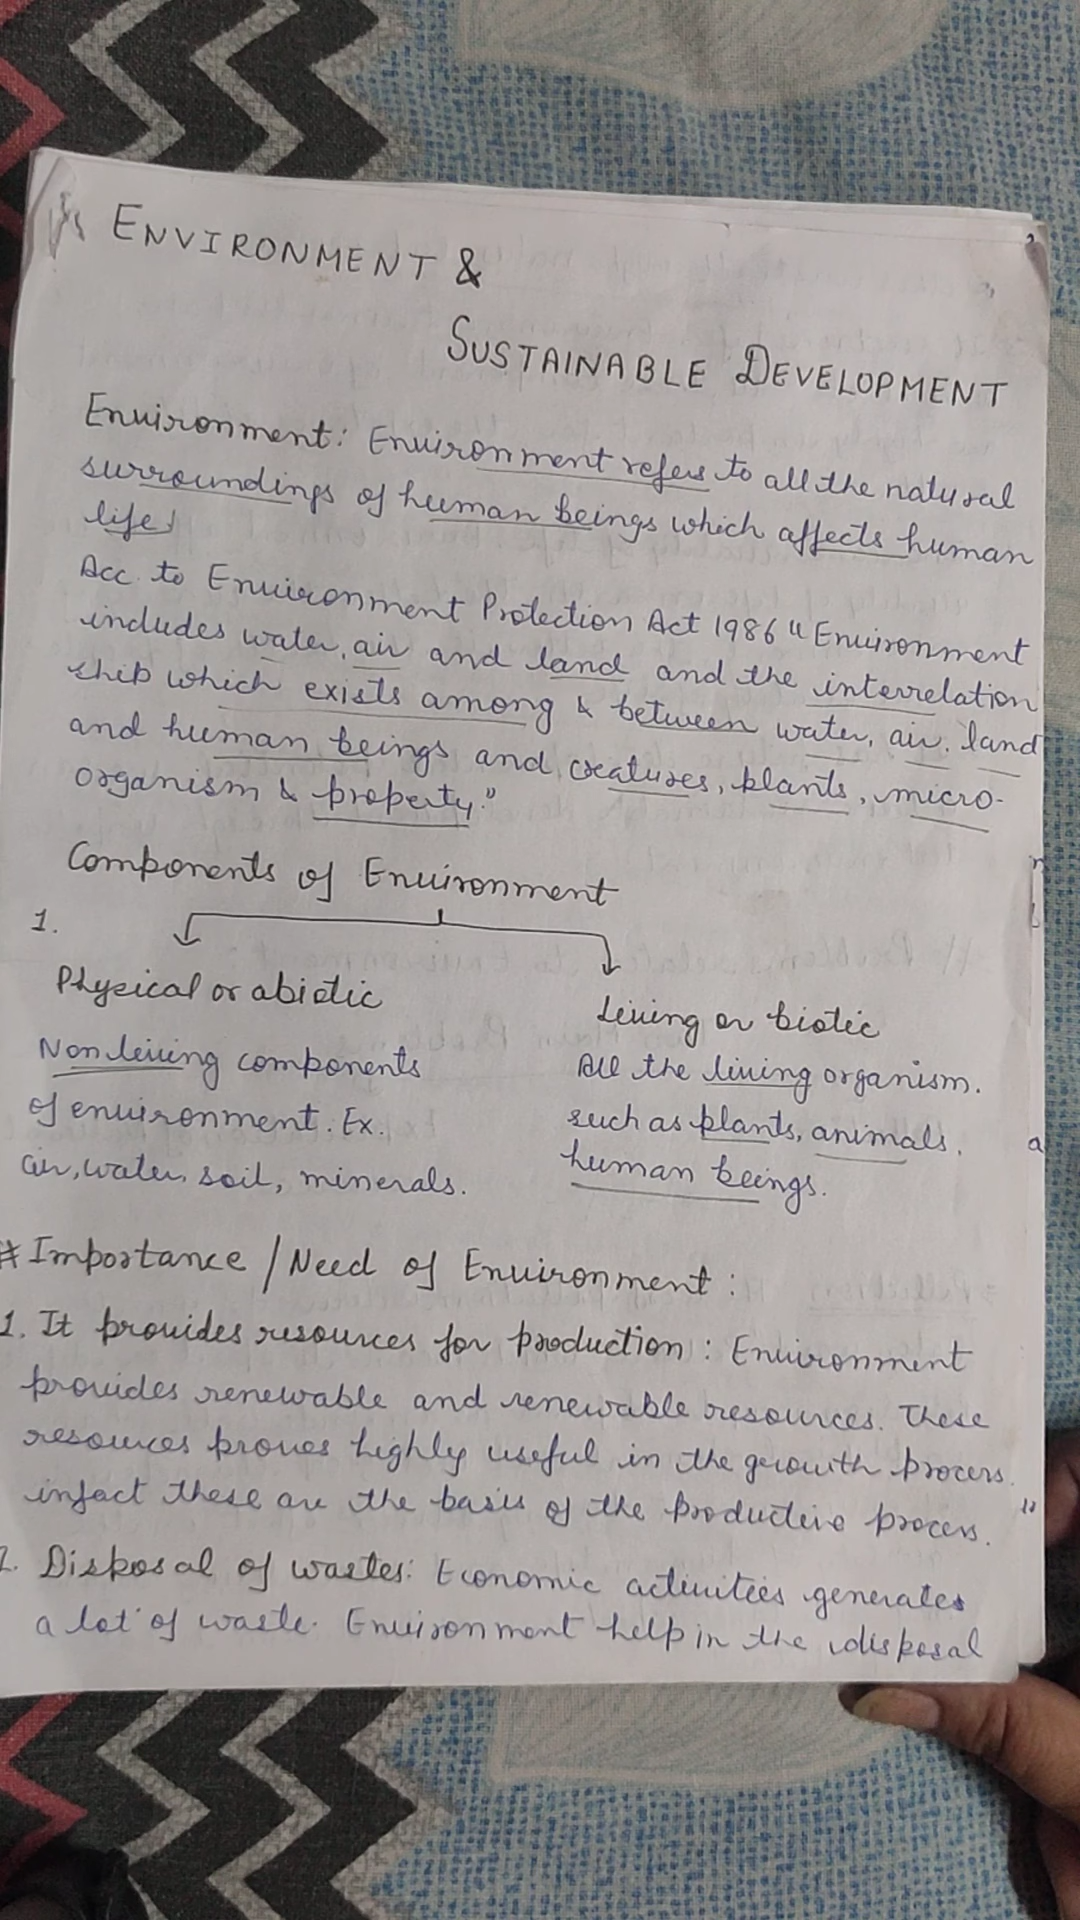 ENVIRONMENT &
SUSTAINABLE DEVELOPMENT
Environment: Environment refers to all the natural
surroundings of human beings which affects human
life
Acc. to Environment Protection Act 1986 "Environment
includes water, air and land and the interrelation
ship which exists among & between water, air, land
and human beings and creatures, plants, micro-
organism & property."
Components of Environment
1.
Physical or abiotic
Non living components
of environment. Ex.
air, water, soil, minerals.
Living or biotic
All the living organism.
such as plants, animals,
human beings.
# Importance / Need of Environment:
1. It provides resources for production: Environment
provides renewable and renewable resources. These
resources proves highly useful in the growth process.
infact these are the basis of the productive process.
2. Disposal of wastes: Economic activities generates
a lot of waste. Environment help in the disposal